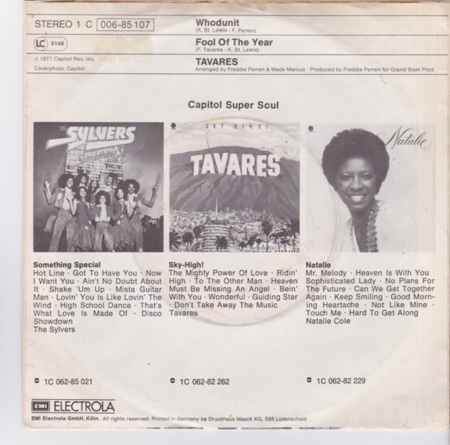 STEREO 1 C 006-85107
Whodunit
(K. St. Lewis - F. Perren)
LC 0148
Fool Of The Year
(F. Tavares - K. St. Lewis)
℗ 1977 Capitol Rec. Inc.
Coverphoto: Capitol
TAVARES
Arranged by Freddie Perren & Wade Marcus · Produced by Freddie Perren for Grand Slam Prod.
Capitol Super Soul
The SYLVERS
SKY HIGH!
TAVARES
Natalie
Something Special
Hot Line · Got To Have You · Now
I Want You · Ain't No Doubt About
It · Shake 'Um Up · Mista Guitar
Man · Lovin' You Is Like Lovin' The
Wind · High School Dance · That's
What Love Is Made Of · Disco
Showdown
The Sylvers
Sky-High!
The Mighty Power Of Love · Ridin'
High · To The Other Man · Heaven
Must Be Missing An Angel · Bein'
With You · Wonderful · Guiding Star
· Don't Take Away The Music
Tavares
Natalie
Mr. Melody · Heaven Is With You
Sophisticated Lady · No Plans For
The Future · Can We Get Together
Again · Keep Smiling · Good Morn-
ing Heartache · Not Like Mine ·
Touch Me · Hard To Get Along
Natalie Cole
1C 062-85 021
1C 062-82 262
1C 062-82 229
EMI ELECTROLA
EMI Electrola GmbH, Köln. All rights reserved. Printed in Germany by Druckhaus Maack KG, 588 Lüdenscheid